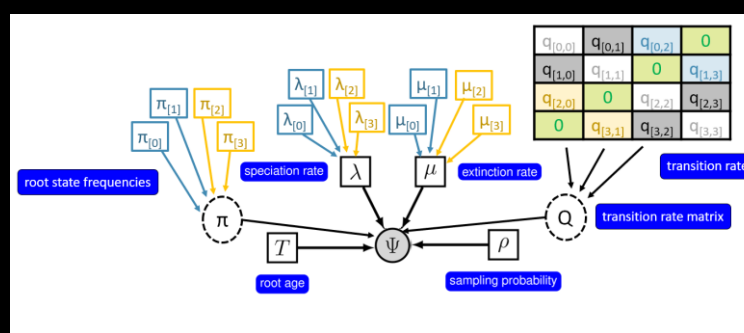 q[0,0] q[0,1] q[0,2] 0
q[1,0] q[1,1] 0 q[1,3]
q[2,0] 0 q[2,2] q[2,3]
0 q[3,1] q[3,2] q[3,3]
π[1] π[2]
π[0] π[3]
λ[1] λ[2]
λ[0] λ[3]
μ[1] μ[2]
μ[0] μ[3]
root state frequencies
speciation rate
λ
μ
extinction rate
transition rate
π
Q
transition rate matrix
T
Ψ
ρ
root age
sampling probability